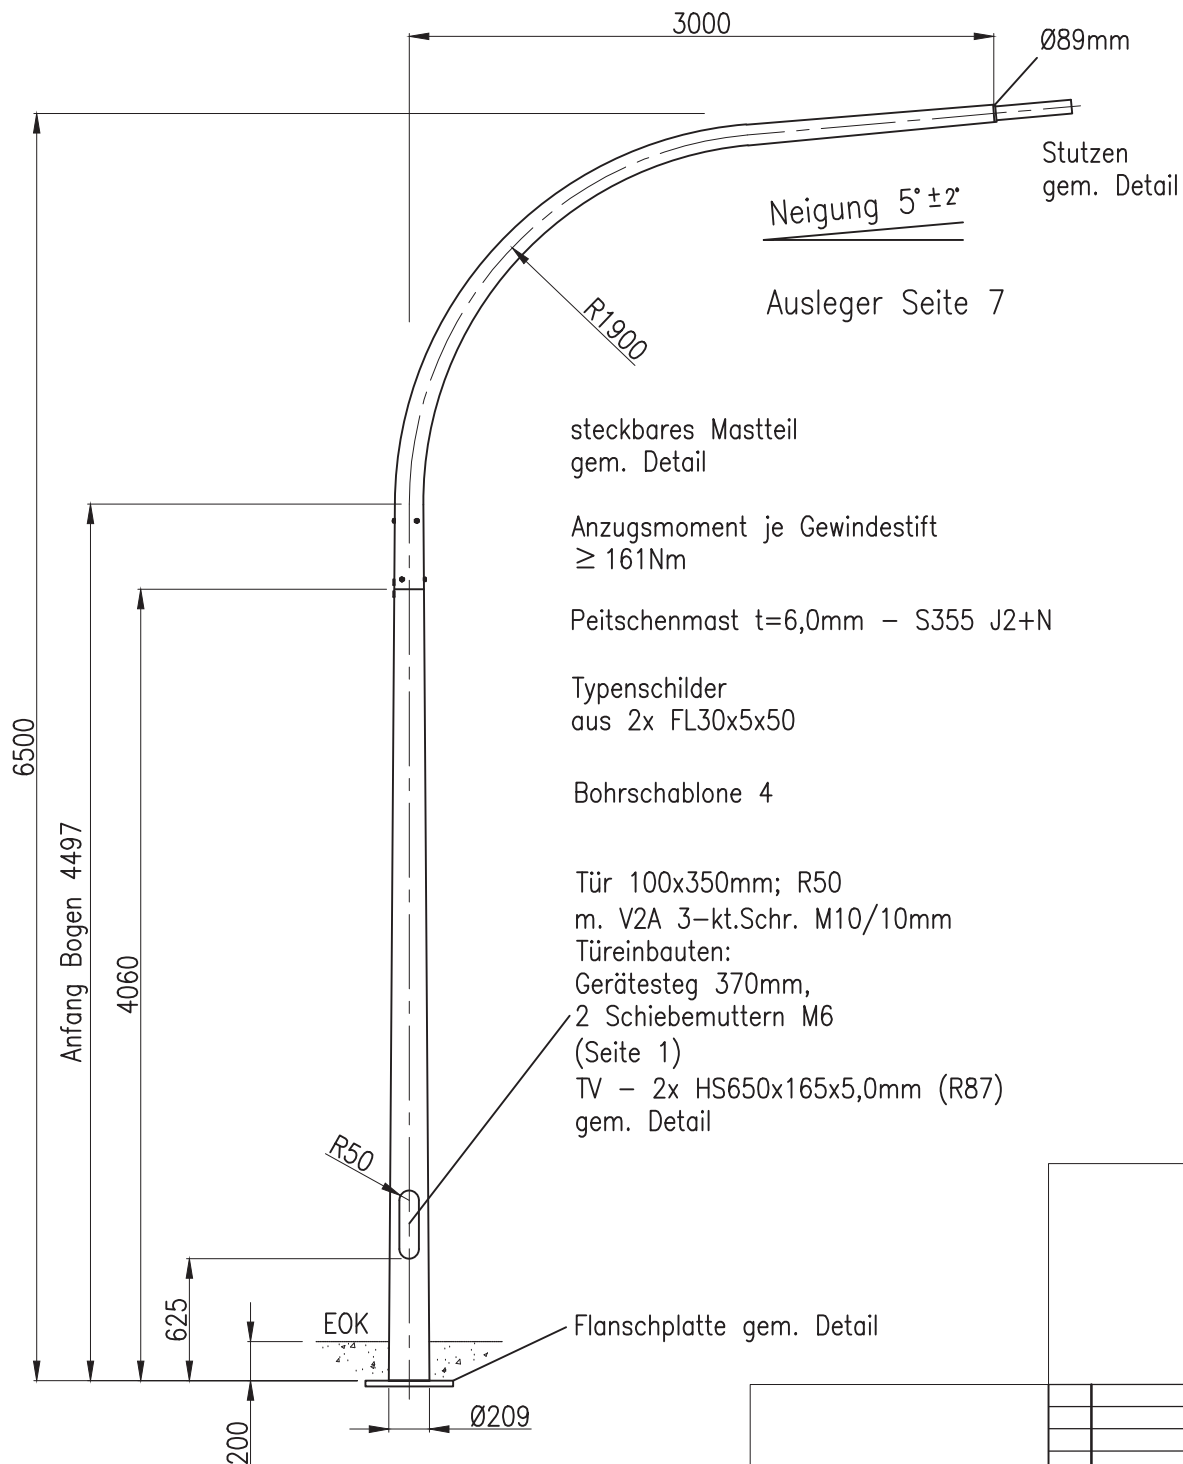 3000
Ø89mm
Stutzen
gem. Detail
Neigung 5° ±2°
Ausleger Seite 7
R1900
steckbares Mastteil
gem. Detail
Anzugsmoment je Gewindestift
≥ 161Nm
Peitschenmast t=6,0mm – S355 J2+N
Typenschilder
aus 2x FL30x5x50
6500
Bohrschablone 4
Anfang Bogen 4497
4060
Tür 100x350mm; R50
m. V2A 3–kt.Schr. M10/10mm
Türeinbauten:
Gerätesteg 370mm,
2 Schiebemuttern M6
(Seite 1)
TV – 2x HS650x165x5,0mm (R87)
gem. Detail
R50
625
EOK
Flanschplatte gem. Detail
Ø209
200